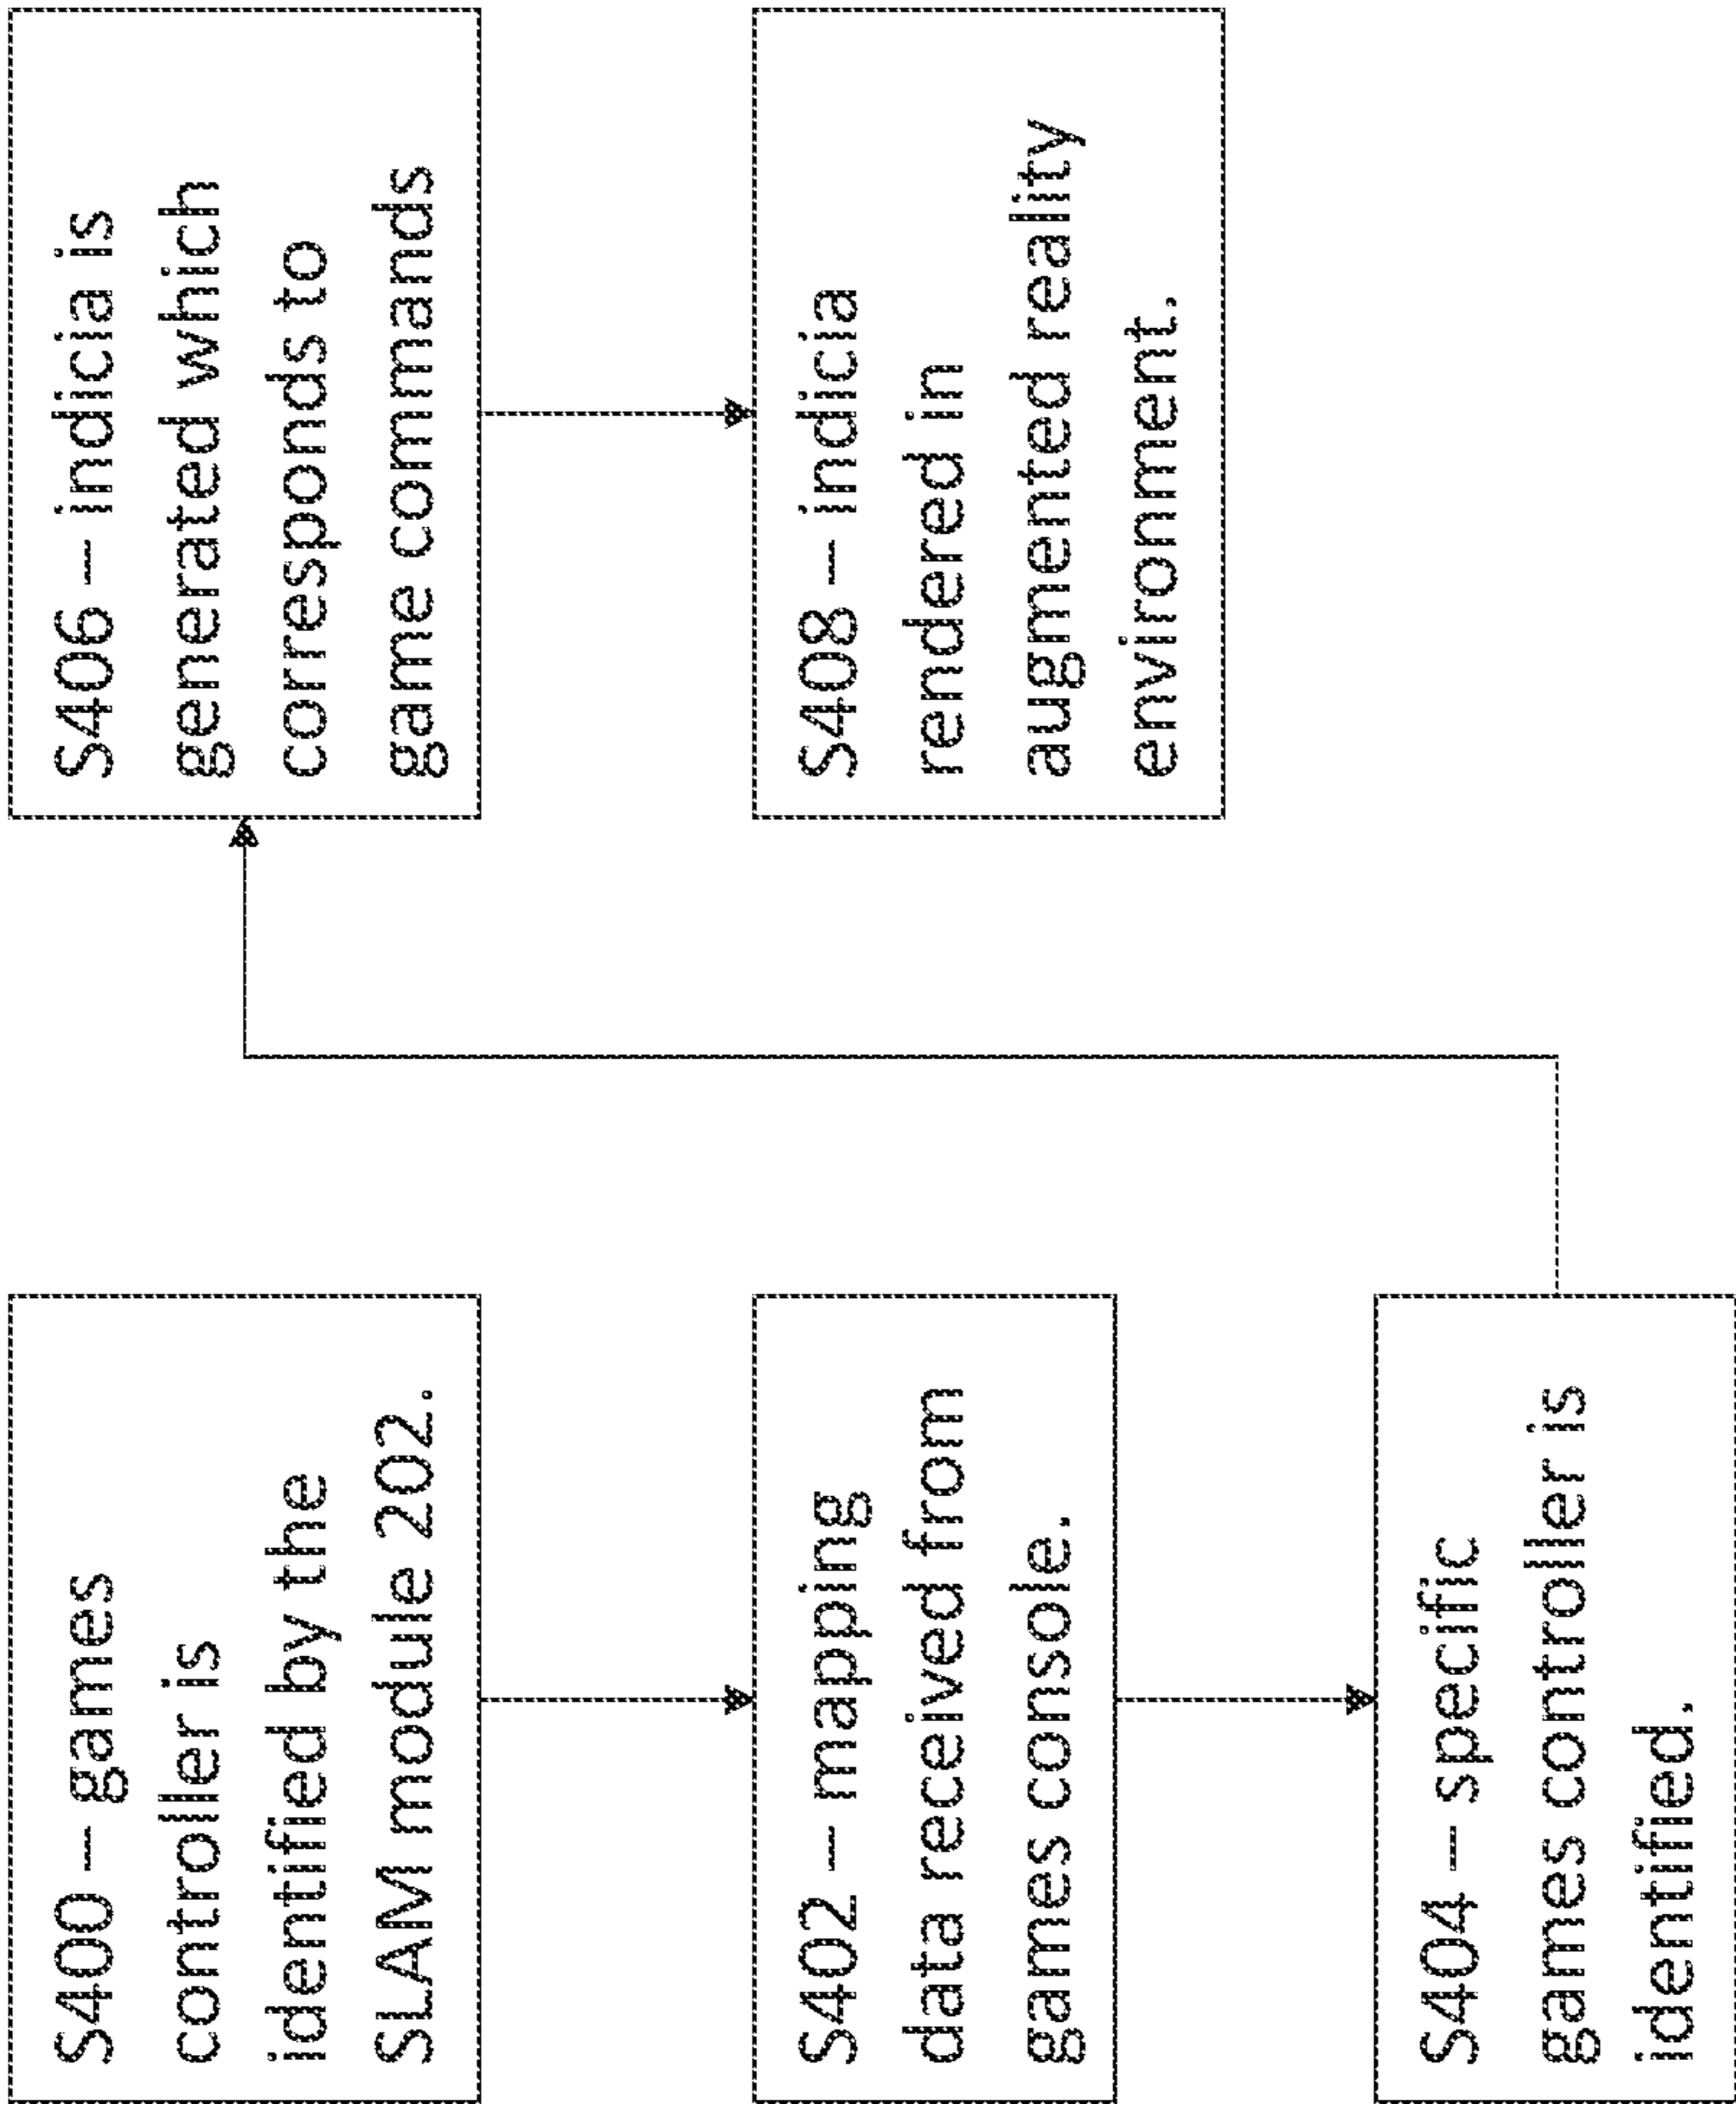 S400 – games
controller is
identified by the
SLAM module 202.
S402 – mapping
data received from
games console.
S404 – specific
games controller is
identified.
S406 – indicia is
generated which
corresponds to
game commands
S408 – indicia
rendered in
augmented reality
environment.